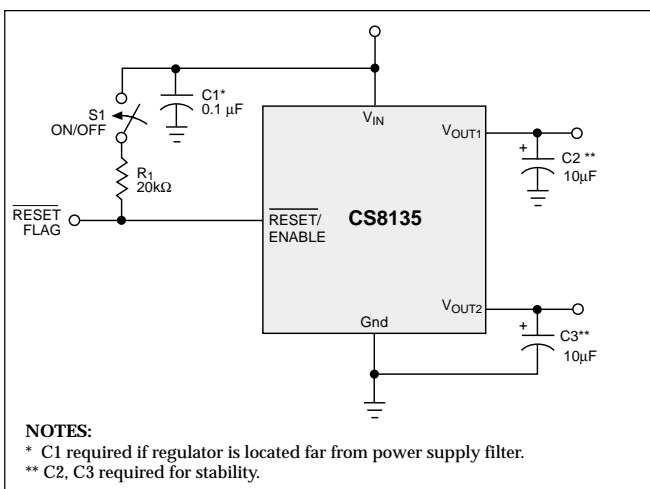 C1*
0.1 μF
S1
ON/OFF
VIN
VOUT1
+
C2 **
10μF
R1
20kΩ
RESET
FLAG
RESET/
ENABLE
CS8135
VOUT2
Gnd
+
C3**
10μF
NOTES:
* C1 required if regulator is located far from power supply filter.
** C2, C3 required for stability.